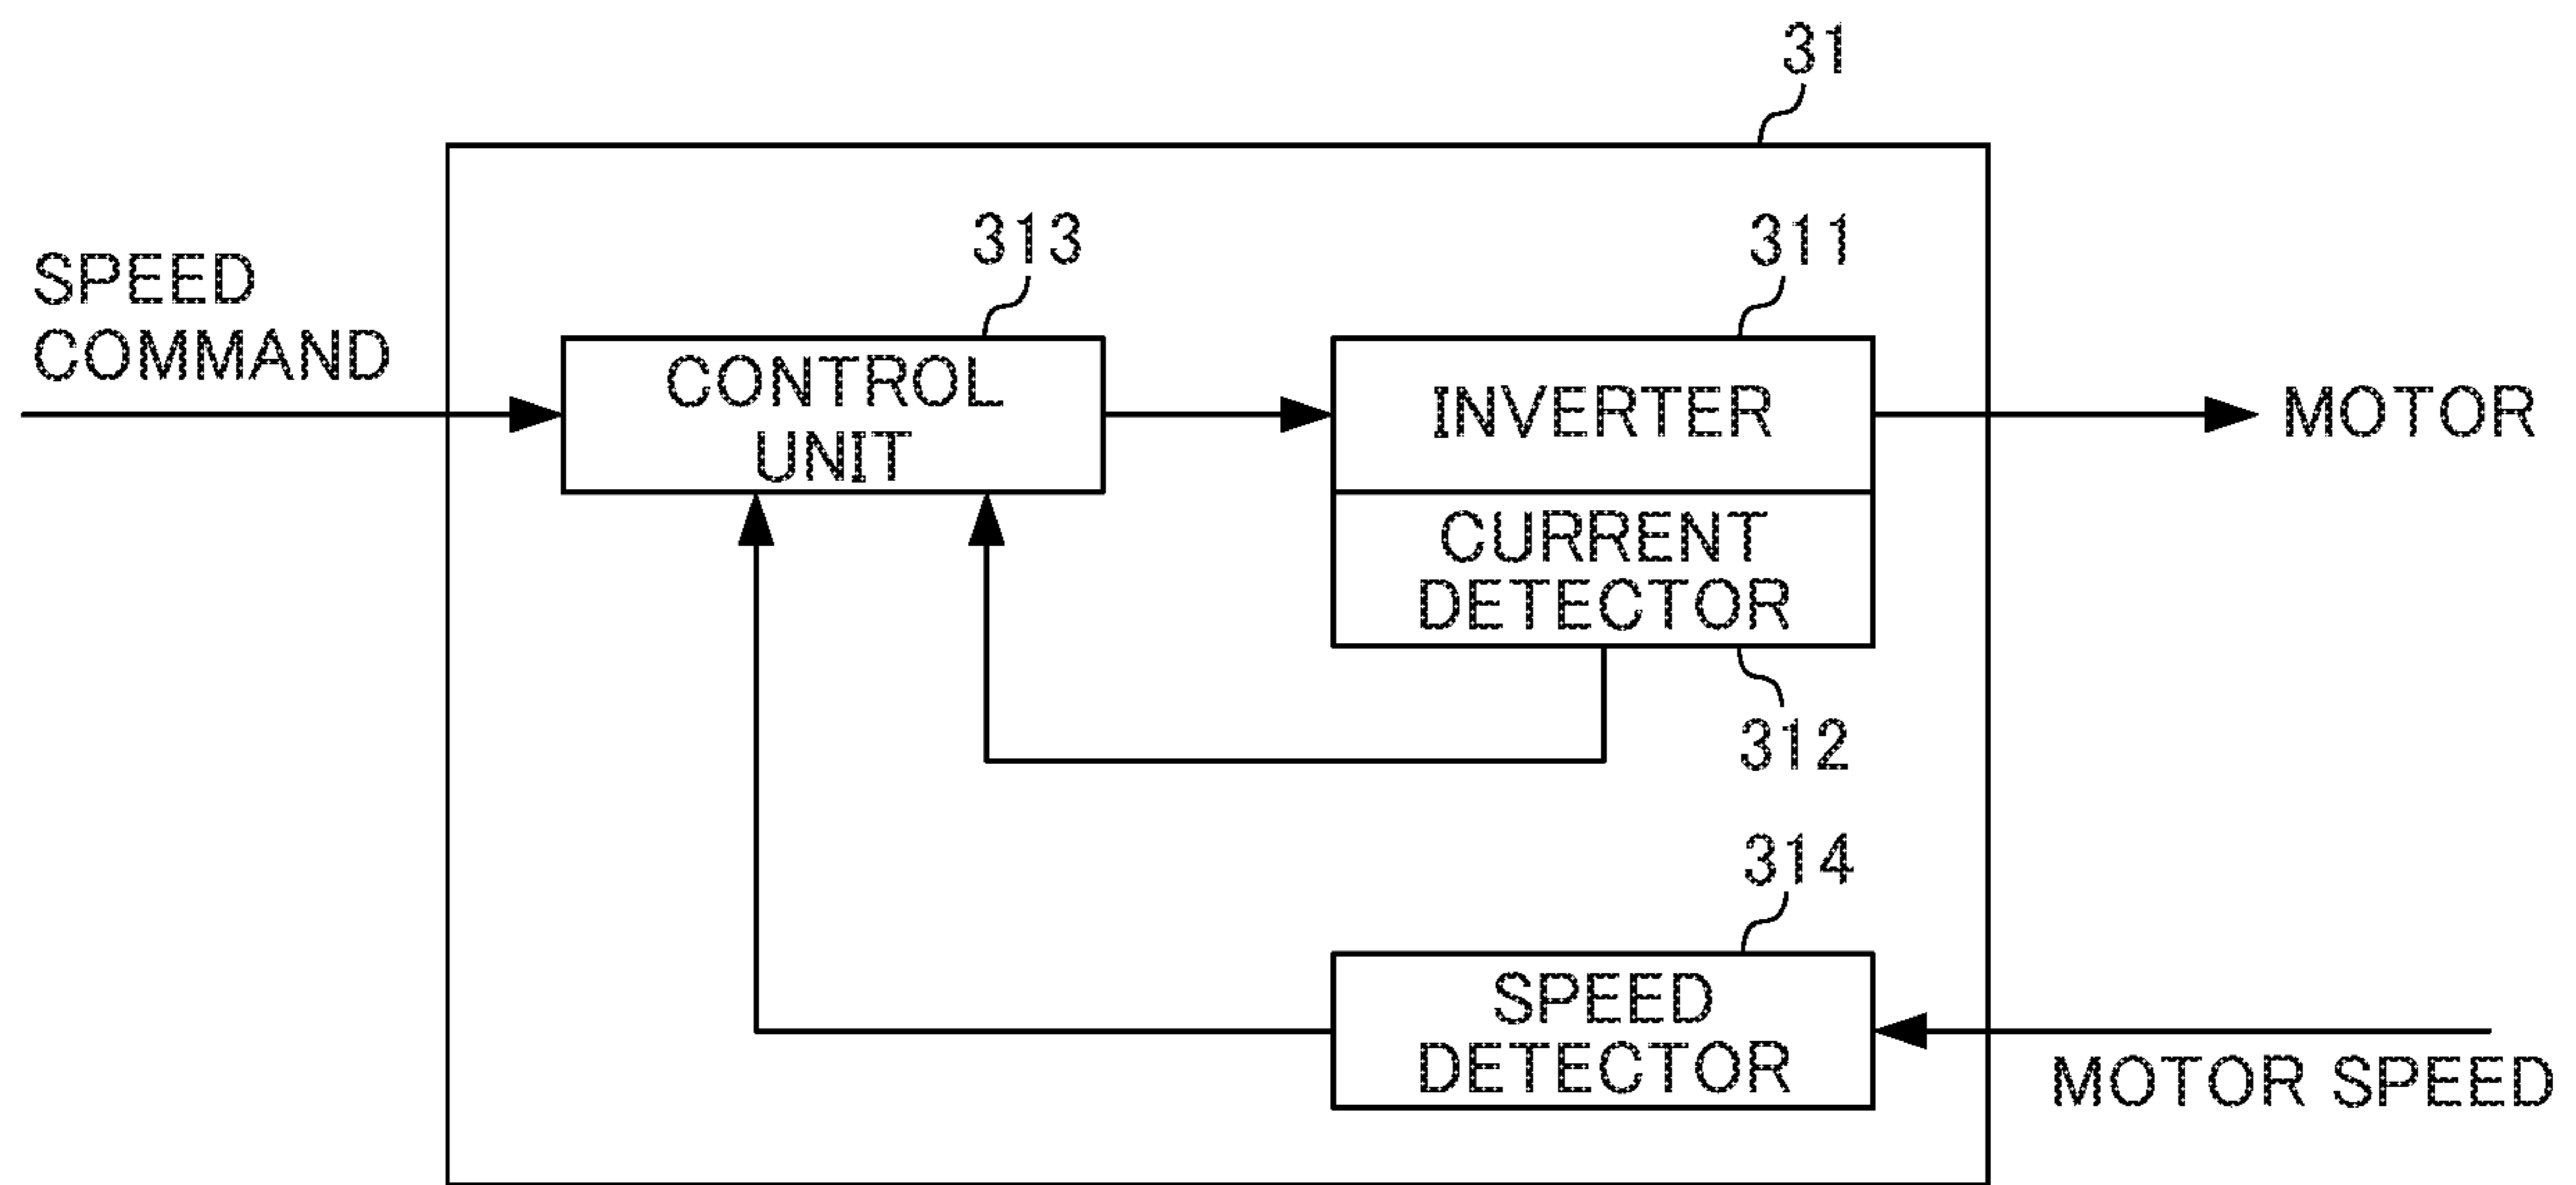 31
SPEED
COMMAND
313
311
CONTROL
UNIT
INVERTER
MOTOR
CURRENT
DETECTOR
312
314
SPEED
DETECTOR
MOTOR SPEED